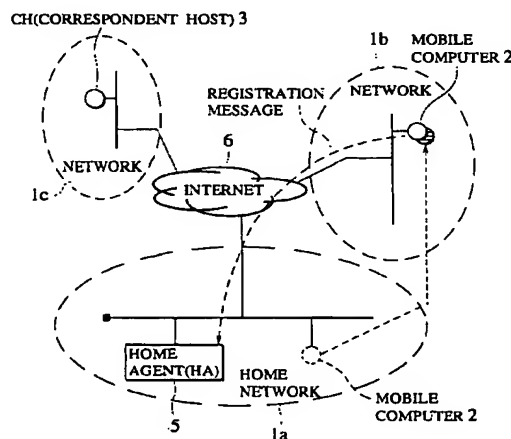 CH(CORRESPONDENT HOST) 3
1b
MOBILE
COMPUTER 2
REGISTRATION
MESSAGE
NETWORK
6
NETWORK
1c
INTERNET
HOME
AGENT(HA)
HOME
NETWORK
5
1a
MOBILE
COMPUTER 2